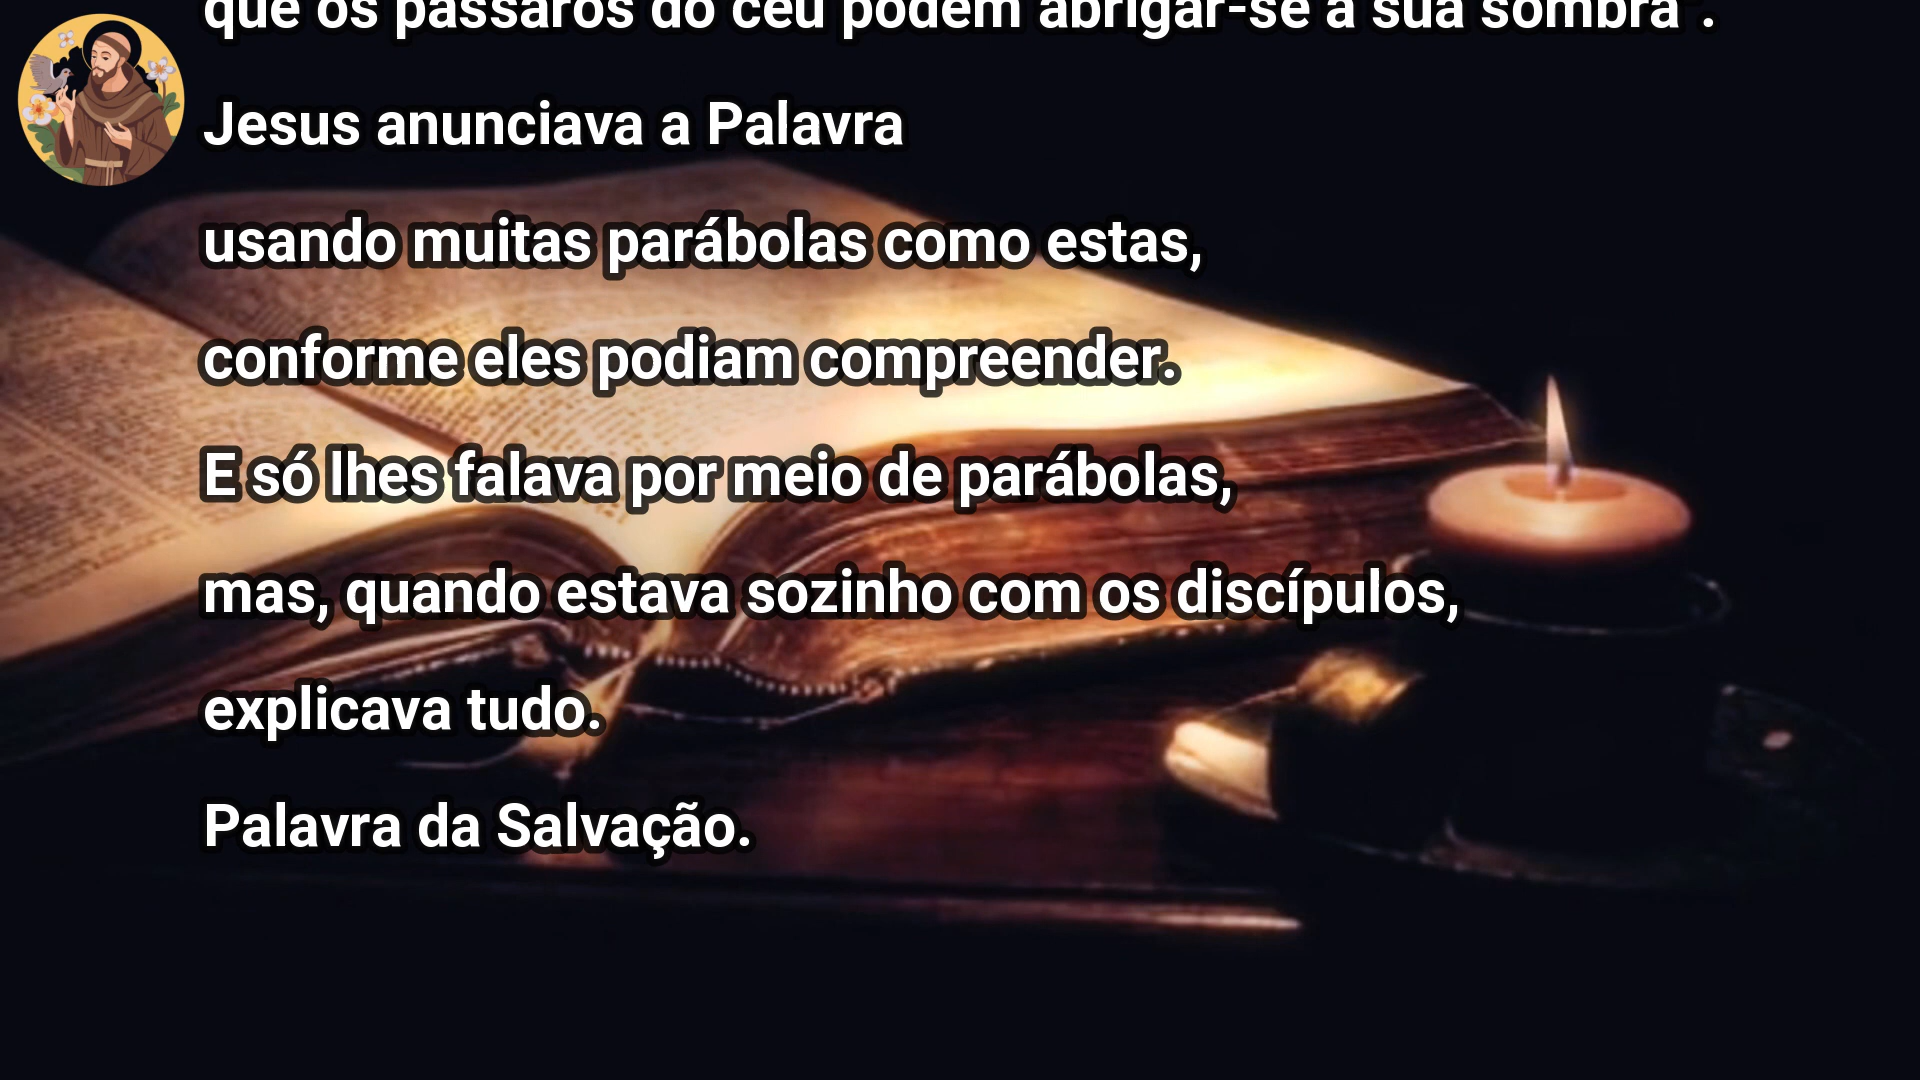 que os pássaros do céu podem abrigar-se à sua sombra”.
Jesus anunciava a Palavra
usando muitas parábolas como estas,
conforme eles podiam compreender.
E só lhes falava por meio de parábolas,
mas, quando estava sozinho com os discípulos,
explicava tudo.
Palavra da Salvação.